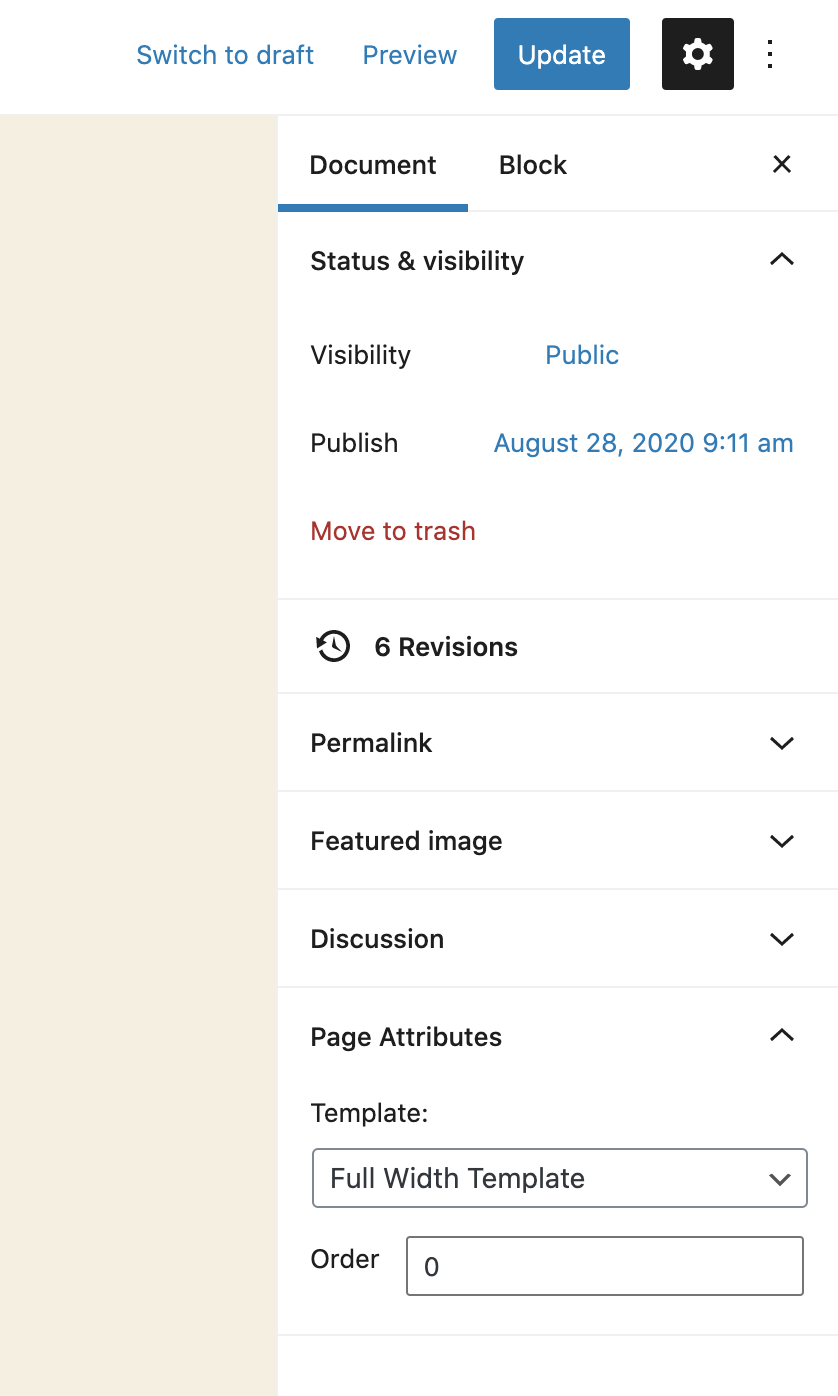 Switch to draft Preview Update
Document Block
Status & visibility
Visibility Public
Publish August 28, 2020 9:11 am
Move to trash
6 Revisions
Permalink
Featured image
Discussion
Page Attributes
Template:
Full Width Template
Order 0